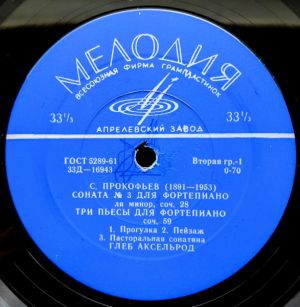 МЕЛОДИЯ
ВСЕСОЮЗНАЯ ФИРМА ГРАМПЛАСТИНОК
33⅓ 33⅓
АПРЕЛЕВСКИЙ ЗАВОД
ГОСТ 5289-61 Вторая гр.-1
33Д-16943 0-70
С. ПРОКОФЬЕВ (1891—1953)
СОНАТА № 3 ДЛЯ ФОРТЕПИАНО
ля минор, соч. 28
ТРИ ПЬЕСЫ ДЛЯ ФОРТЕПИАНО
соч. 59
1. Прогулка 2. Пейзаж
3. Пасторальная сонатина
ГЛЕБ АКСЕЛЬРОД